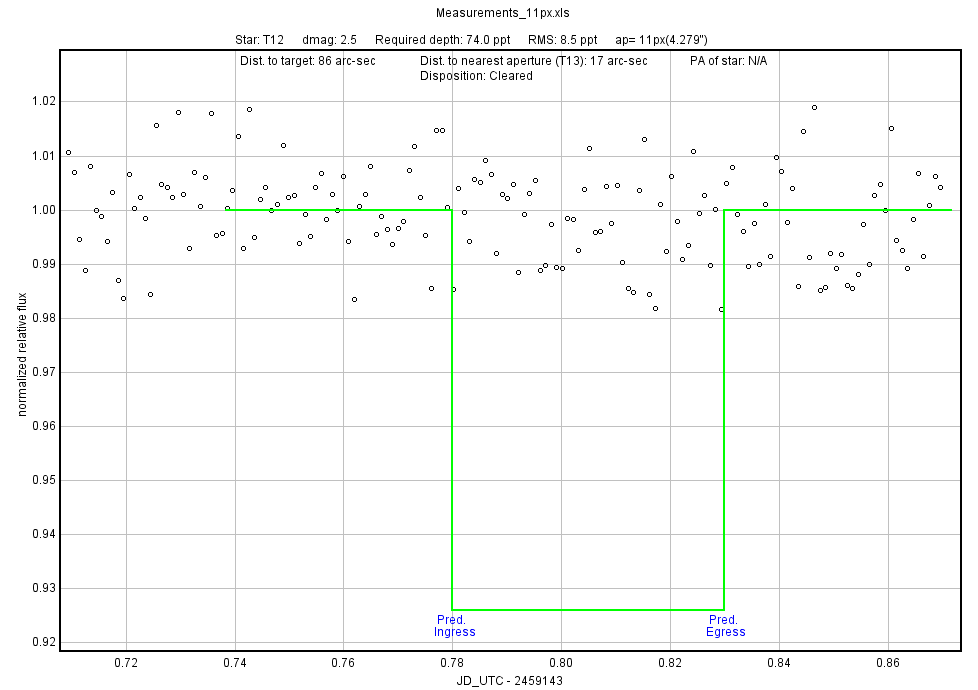 Measurements_11px.xls
Star: T12 dmag: 2.5 Required depth: 74.0 ppt RMS: 8.5 ppt ap= 11px(4.279")
Dist. to target: 86 arc-sec Dist. to nearest aperture (T13): 17 arc-sec PA of star: N/A
Disposition: Cleared
1.02
1.01
1.00
0.99
0.98
0.97
0.96
0.95
0.94
0.93
0.92
normalized relative flux
Pred.
Ingress
Pred.
Egress
0.72 0.74 0.76 0.78 0.80 0.82 0.84 0.86
JD_UTC - 2459143